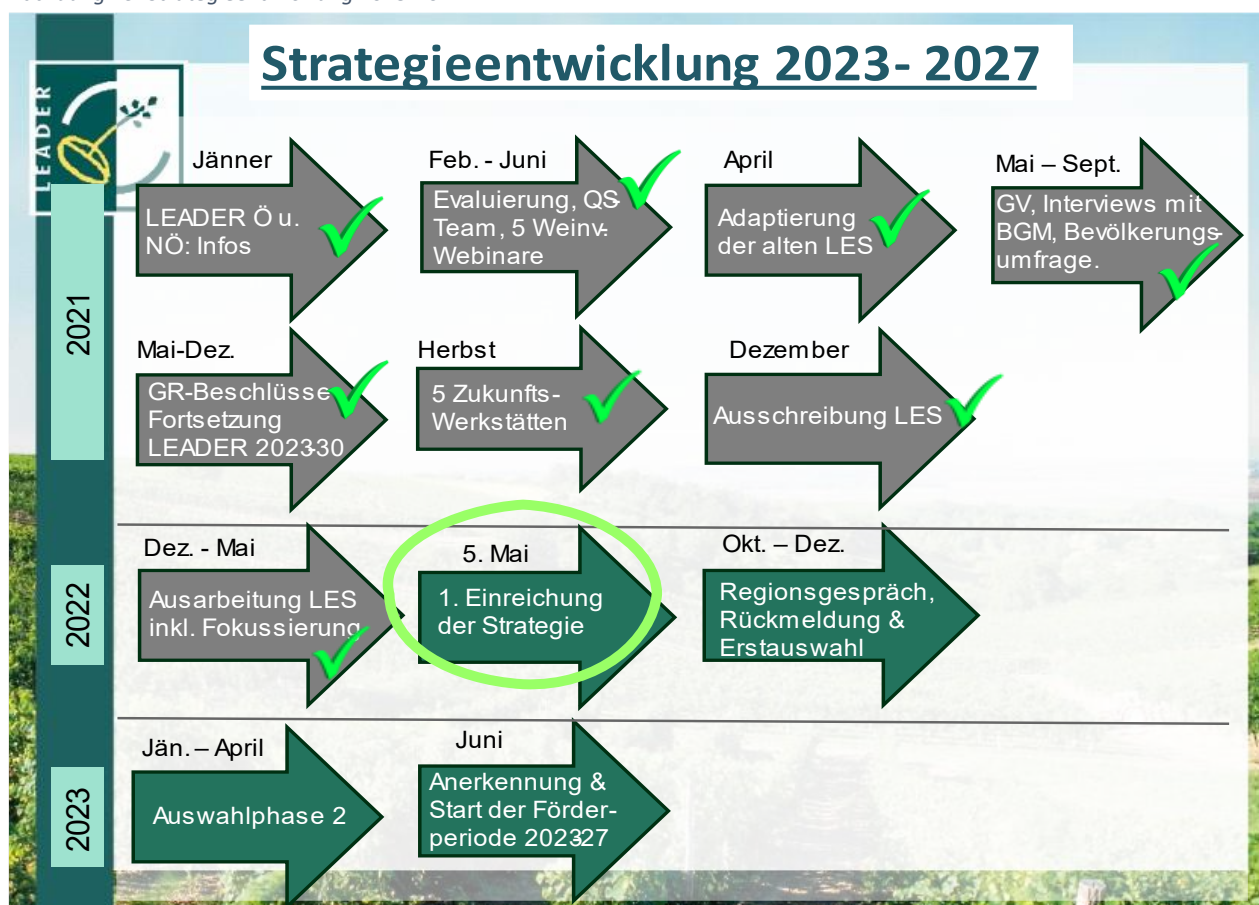 Strategieentwicklung 2023- 2027
LEADER
2021
Jänner
LEADER Ö u.
NÖ: Infos
Feb. - Juni
Evaluierung, QS-
Team, 5 Weinv.-
Webinare
April
Adaptierung
der alten LES
Mai – Sept.
GV, Interviews mit
BGM, Bevölkerungs-
umfrage.
Mai-Dez.
GR-Beschlüsse
Fortsetzung
LEADER 2023-30
Herbst
5 Zukunfts-
Werkstätten
Dezember
Ausschreibung LES
2022
Dez. - Mai
Ausarbeitung LES
inkl. Fokussierung
5. Mai
1. Einreichung
der Strategie
Okt. – Dez.
Regionsgespräch,
Rückmeldung &
Erstauswahl
2023
Jän. – April
Auswahlphase 2
Juni
Anerkennung &
Start der Förder-
periode 2023-27